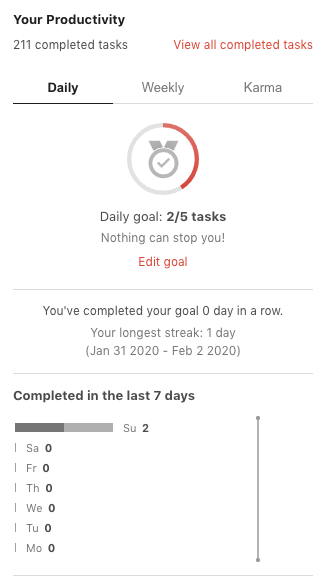 Your Productivity
211 completed tasks View all completed tasks
Daily Weekly Karma
Daily goal: 2/5 tasks
Nothing can stop you!
Edit goal
You've completed your goal 0 day in a row.
Your longest streak: 1 day
(Jan 31 2020 - Feb 2 2020)
Completed in the last 7 days
Su 2
Sa 0
Fr 0
Th 0
We 0
Tu 0
Mo 0